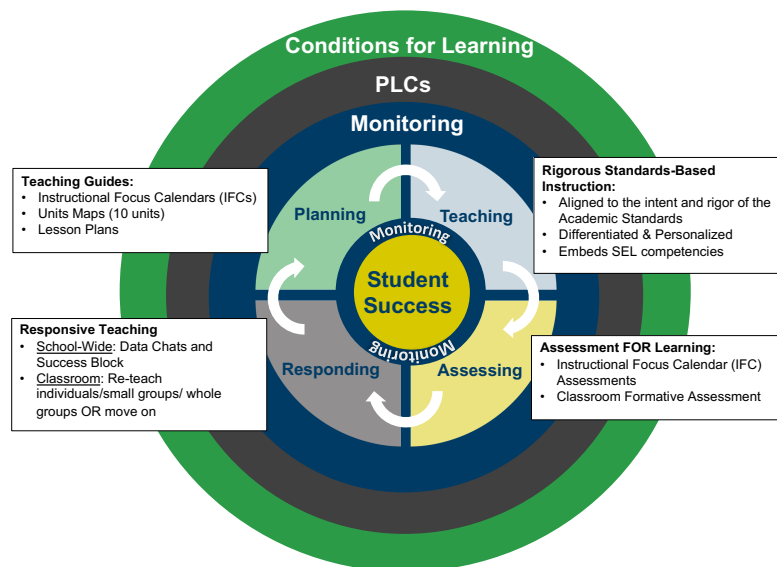 Conditions for Learning
PLCs
Monitoring
Teaching Guides:
• Instructional Focus Calendars (IFCs)
• Units Maps (10 units)
• Lesson Plans
Planning
Teaching
Rigorous Standards-Based
Instruction:
• Aligned to the intent and rigor of the
Academic Standards
• Differentiated & Personalized
• Embeds SEL competencies
Monitoring
Student
Success
Monitoring
Responsive Teaching
• School-Wide: Data Chats and
Success Block
• Classroom: Re-teach
individuals/small groups/ whole
groups OR move on
Responding
Assessing
Assessment FOR Learning:
• Instructional Focus Calendar (IFC)
Assessments
• Classroom Formative Assessment